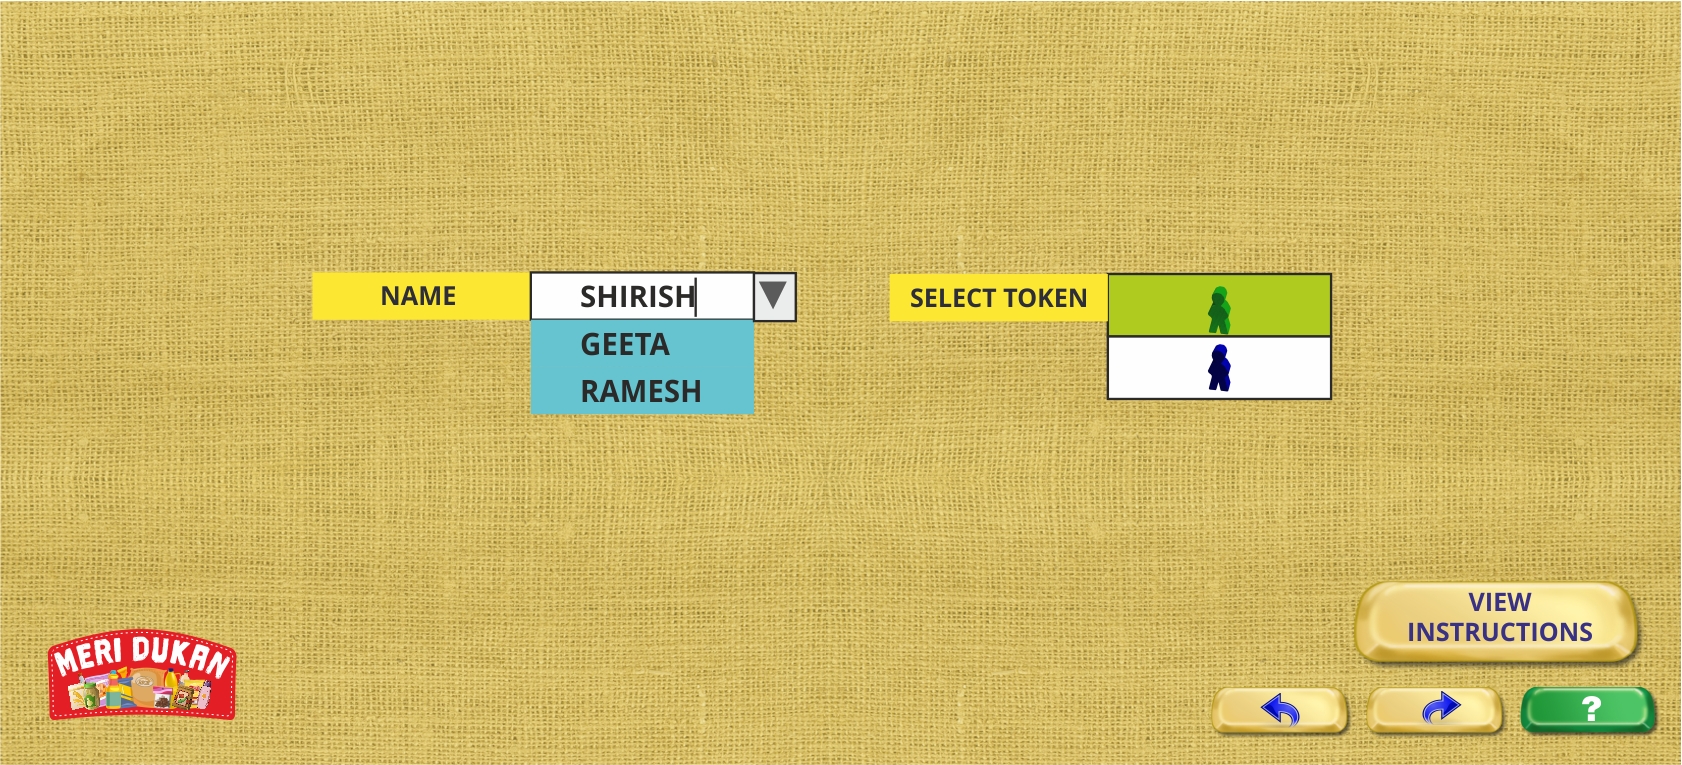 NAME
SHIRISH
GEETA
RAMESH
SELECT TOKEN
VIEW
INSTRUCTIONS
MERI DUKAN
?